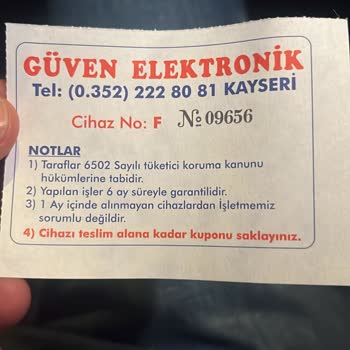 GÜVEN ELEKTRONİK
Tel: (0.352) 222 80 81 KAYSERİ
Cihaz No: F № 09656
NOTLAR
1) Taraflar 6502 Sayılı tüketici koruma kanunu
hükümlerine tabidir.
2) Yapılan işler 6 ay süreyle garantilidir.
3) 1 Ay içinde alınmayan cihazlardan İşletmemiz
sorumlu değildir.
4) Cihazı teslim alana kadar kuponu saklayınız.